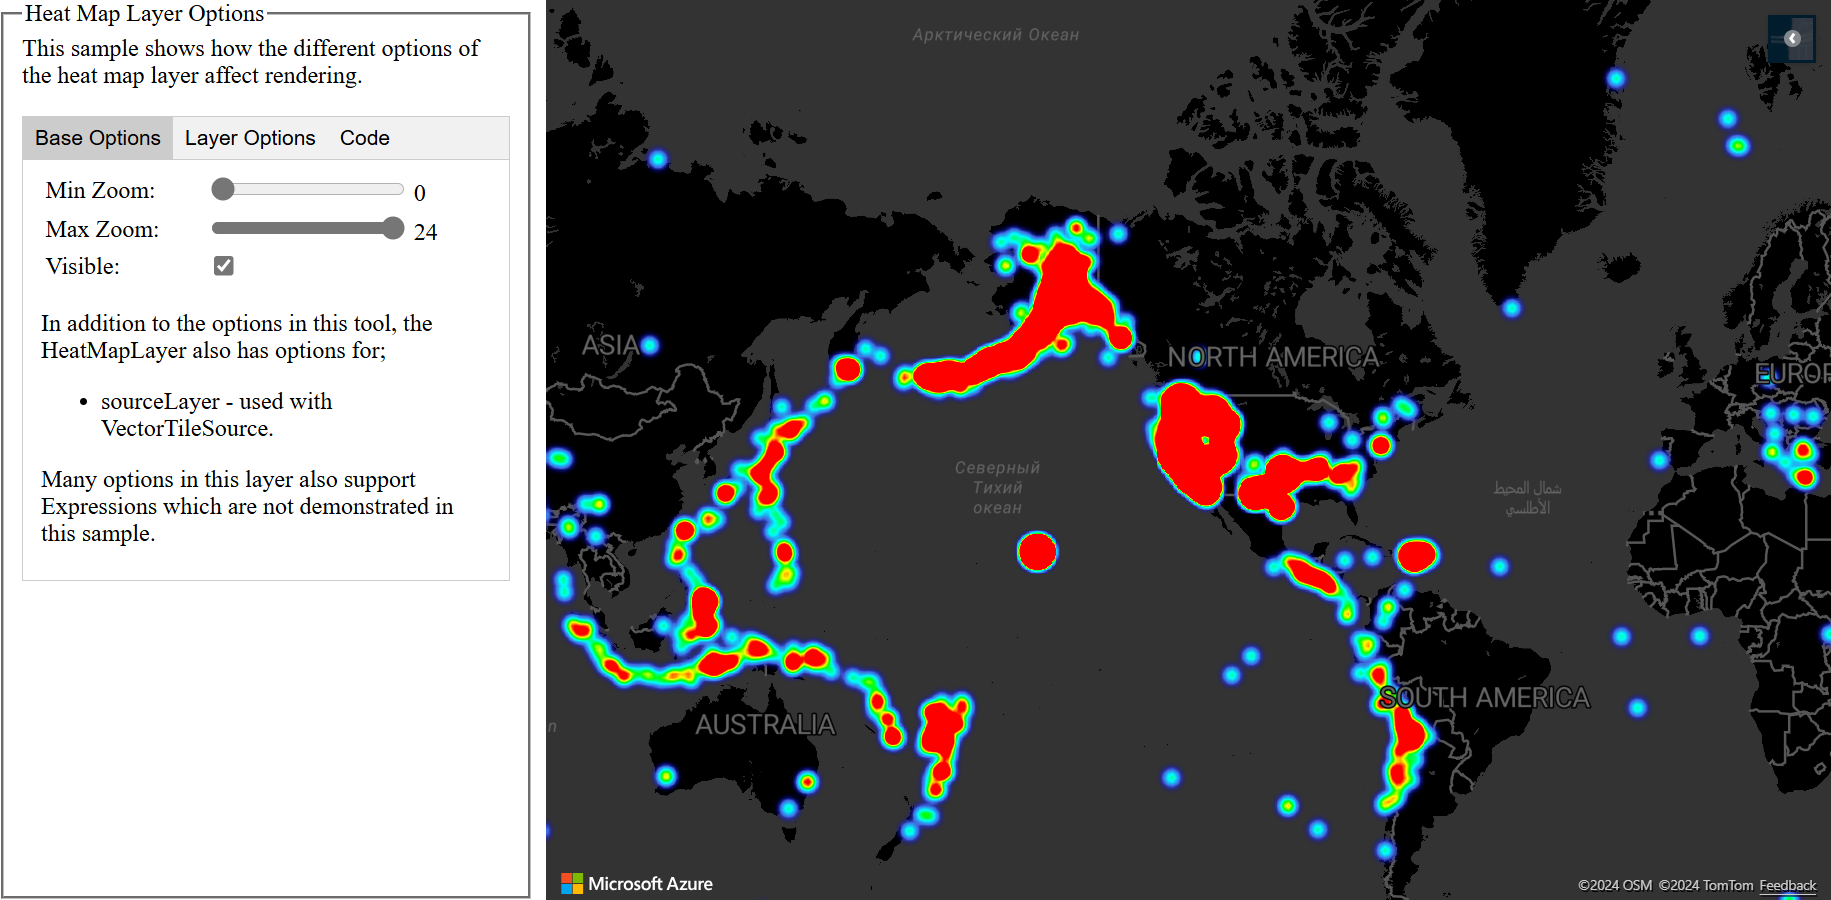 Heat Map Layer Options
This sample shows how the different options of
the heat map layer affect rendering.
Base Options
Layer Options
Code
Min Zoom:
0
Max Zoom:
24
Visible:
In addition to the options in this tool, the
HeatMapLayer also has options for;
sourceLayer - used with
VectorTileSource.
Many options in this layer also support
Expressions which are not demonstrated in
this sample.
Арктический Океан
ASIA
NORTH AMERICA
EUROP
Северный
Тихий
океан
شمال المحيط
الأطلسي
SOUTH AMERICA
AUSTRALIA
n
Microsoft Azure
©2024 OSM ©2024 TomTom Feedback